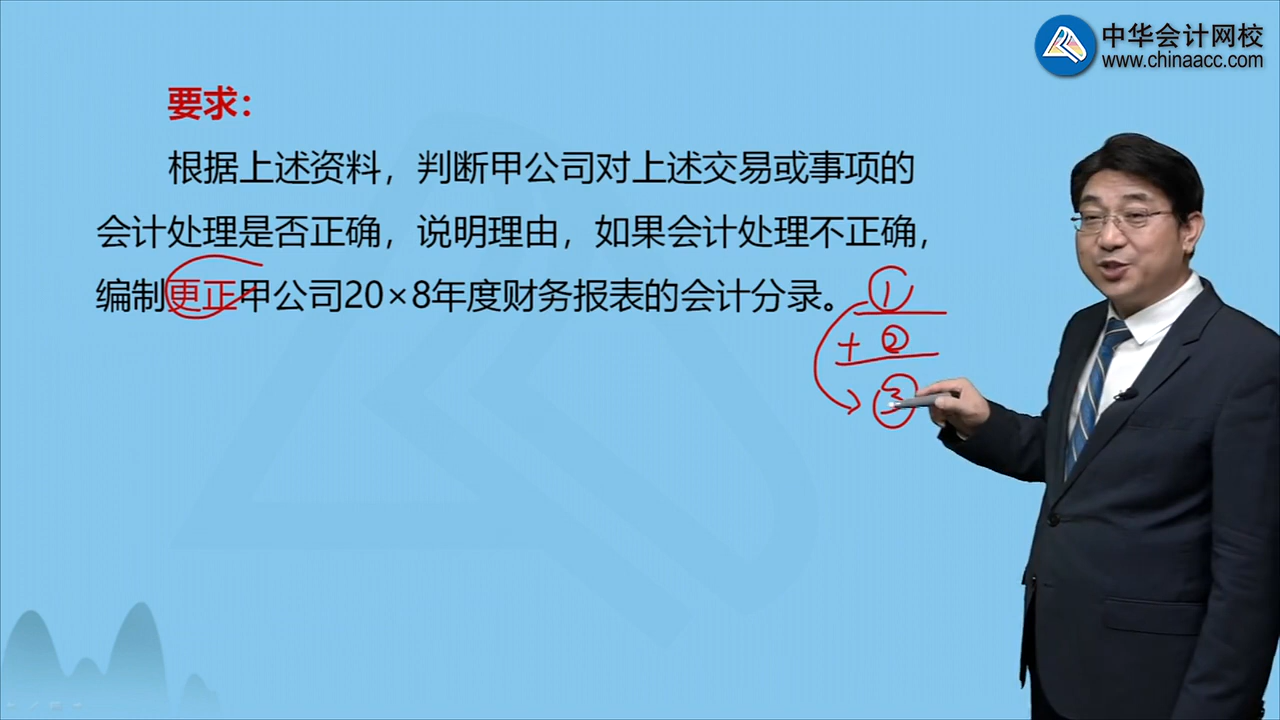 中华会计网校
www.chinaacc.com
要求：
根据上述资料，判断甲公司对上述交易或事项的
会计处理是否正确，说明理由，如果会计处理不正确，
编制更正甲公司20×8年度财务报表的会计分录。
①
+ ②
③